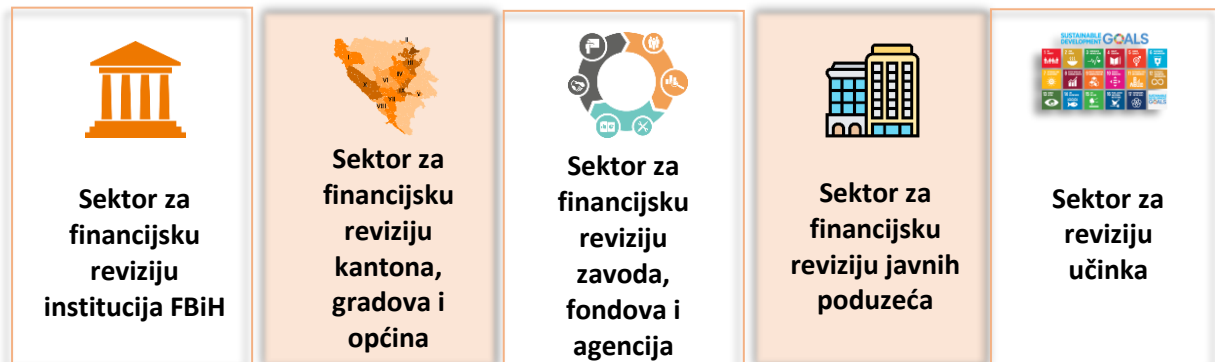 Sektor za
financijsku
reviziju
institucija FBiH
Sektor za
financijsku
reviziju
kantona,
gradova i
općina
Sektor za
financijsku
reviziju
zavoda,
fondova i
agencija
Sektor za
financijsku
reviziju javnih
poduzeća
SUSTAINABLE
DEVELOPMENT GOALS
Sektor za
reviziju
učinka